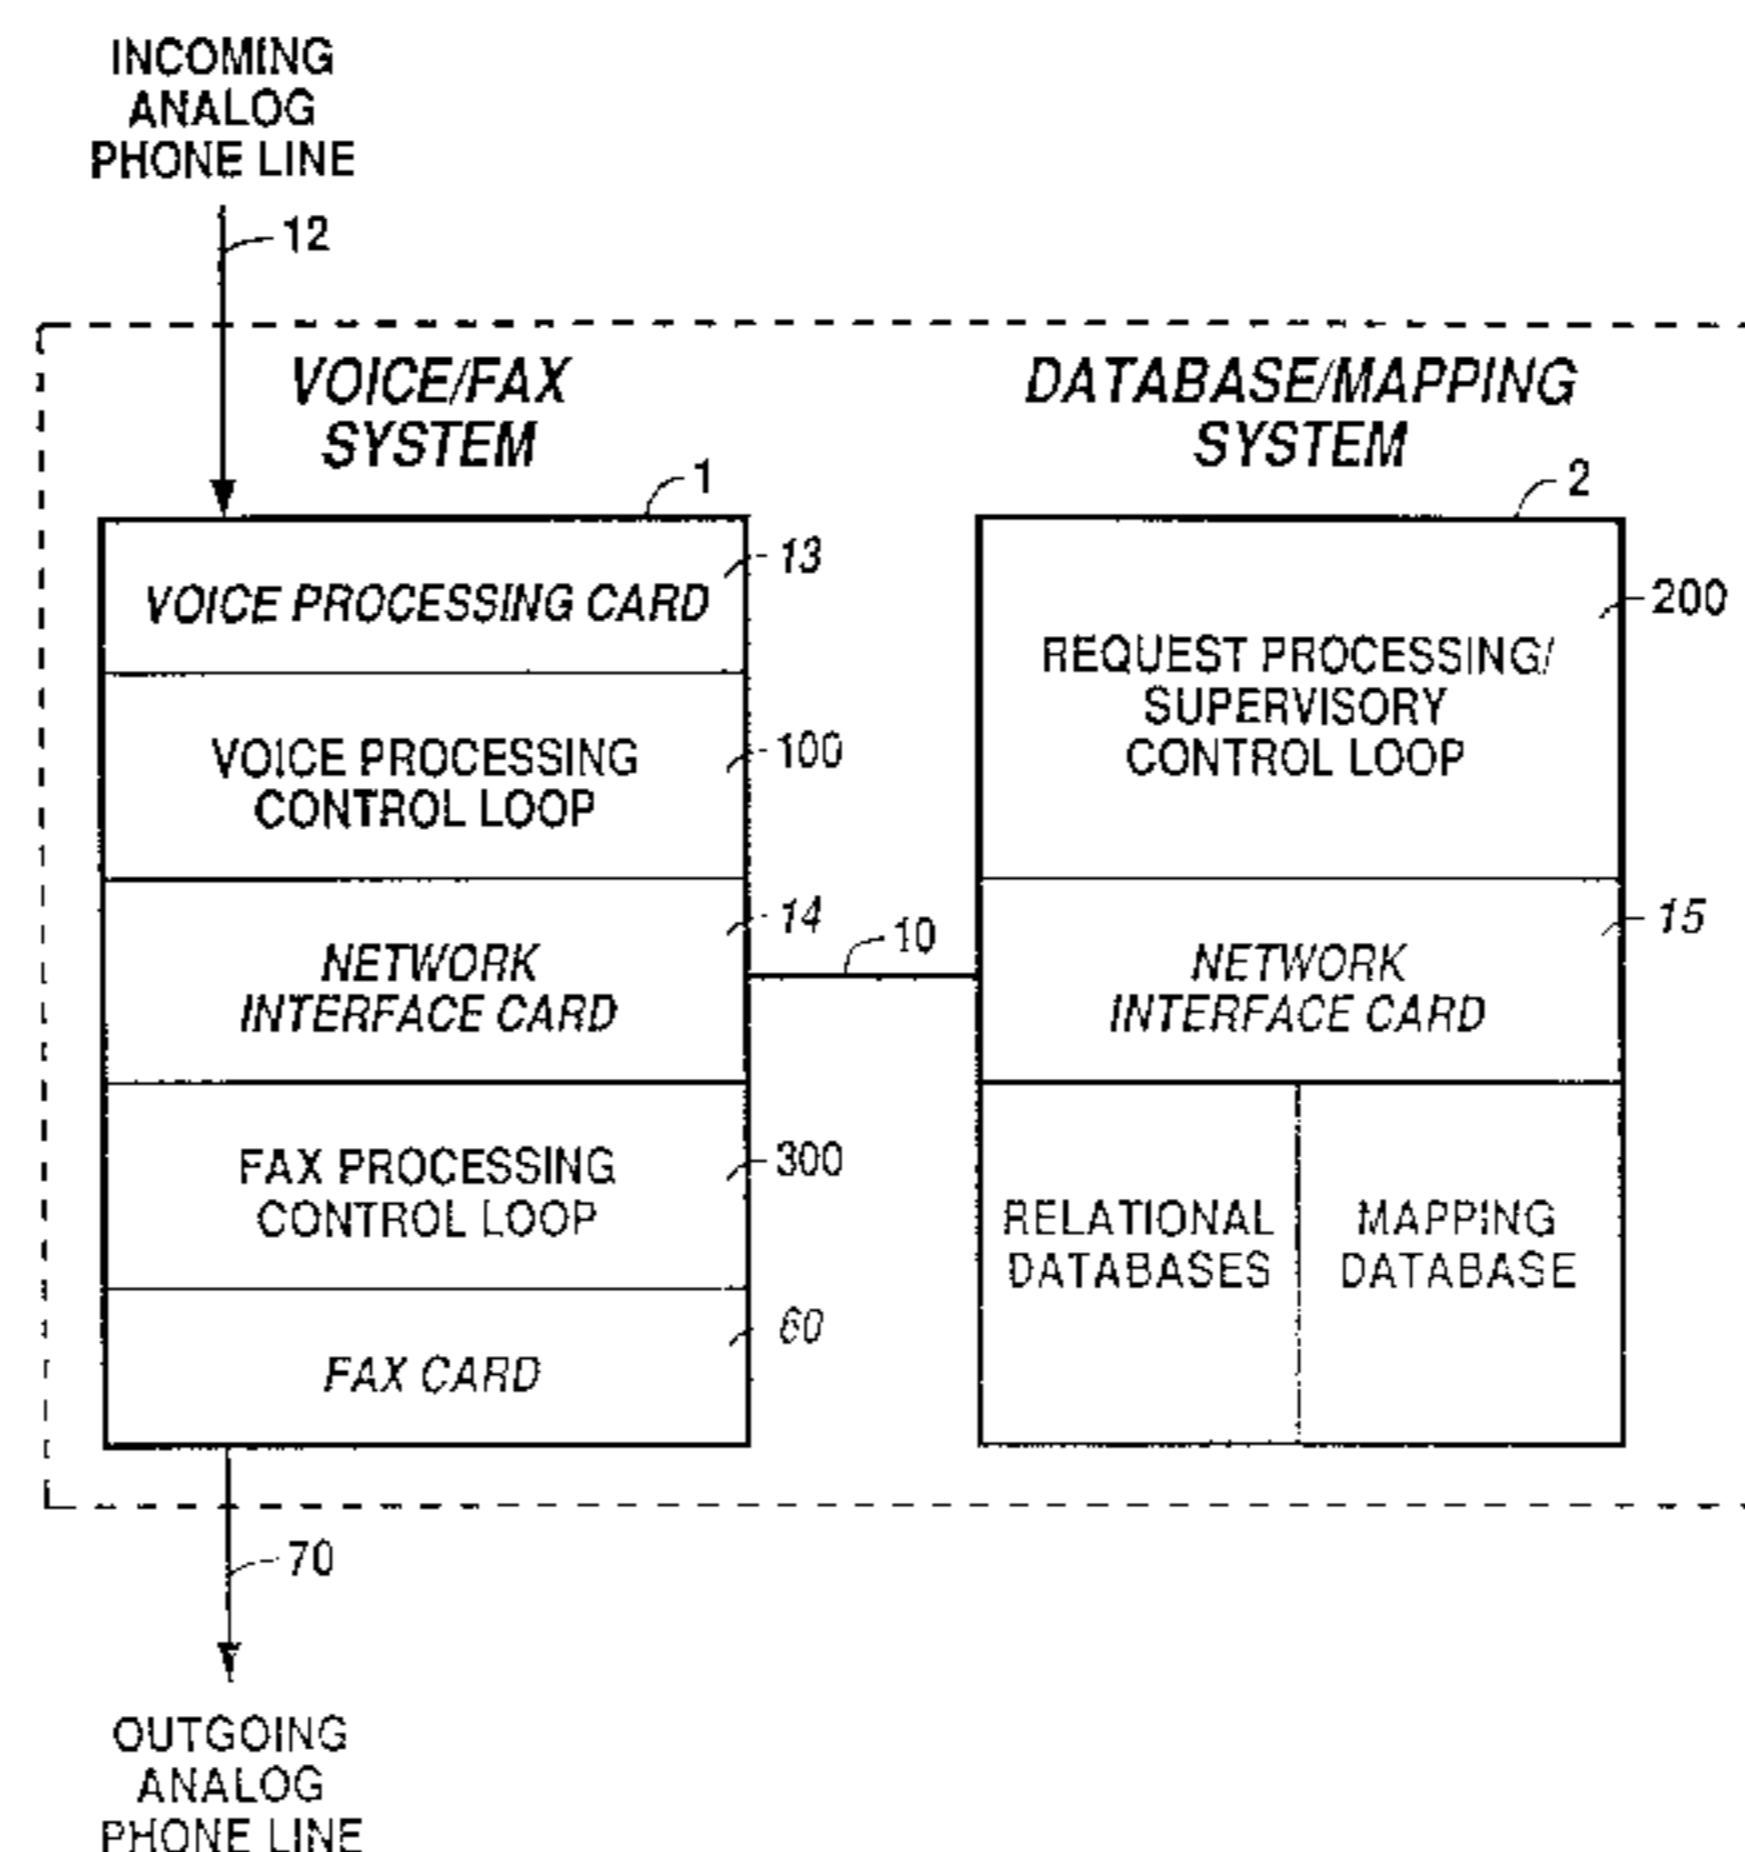 INCOMING
ANALOG
PHONE LINE
12
VOICE/FAX
SYSTEM
DATABASE/MAPPING
SYSTEM
1
2
VOICE PROCESSING CARD
13
VOICE PROCESSING
CONTROL LOOP
100
NETWORK
INTERFACE CARD
14
10
FAX PROCESSING
CONTROL LOOP
300
FAX CARD
60
REQUEST PROCESSING/
SUPERVISORY
CONTROL LOOP
200
NETWORK
INTERFACE CARD
15
RELATIONAL
DATABASES
MAPPING
DATABASE
70
OUTGOING
ANALOG
PHONE LINE